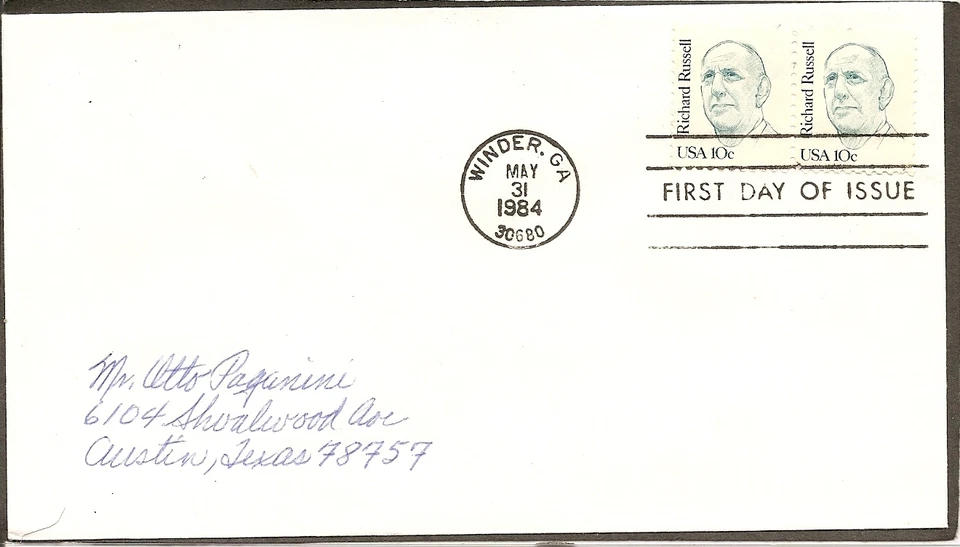 Richard Russell
USA 10c
Richard Russell
USA 10c
WINDER, GA
MAY
31
1984
30680
FIRST DAY OF ISSUE
Mr. Otto Paganini
6104 Shoalwood Ave
Austin, Texas 78757